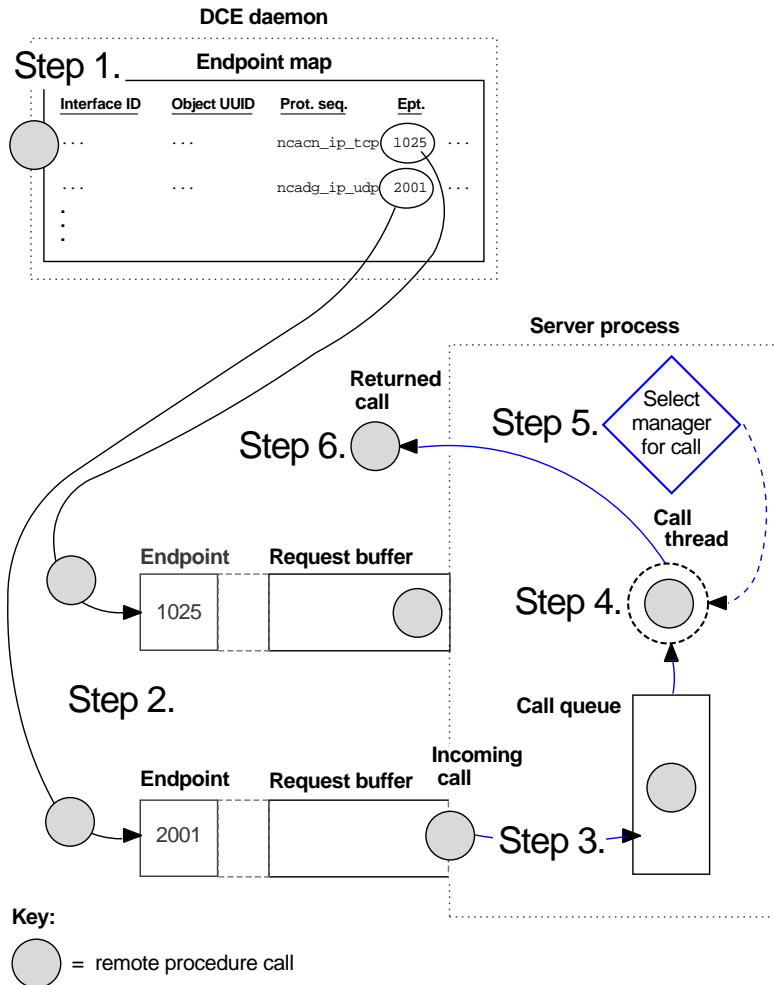 DCE daemon
Step 1.
Endpoint map
Interface ID Object UUID Prot. seq. Ept.
... ... ncacn_ip_tcp 1025 ...
... ... ncadg_ip_udp 2001 ...
.
.
.
Server process
Returned
call
Step 5.
Select
manager
for call
Step 6.
Call
thread
Endpoint Request buffer
Step 4.
1025
Step 2.
Call queue
Incoming
call
Endpoint Request buffer
2001
Step 3.
Key:
= remote procedure call